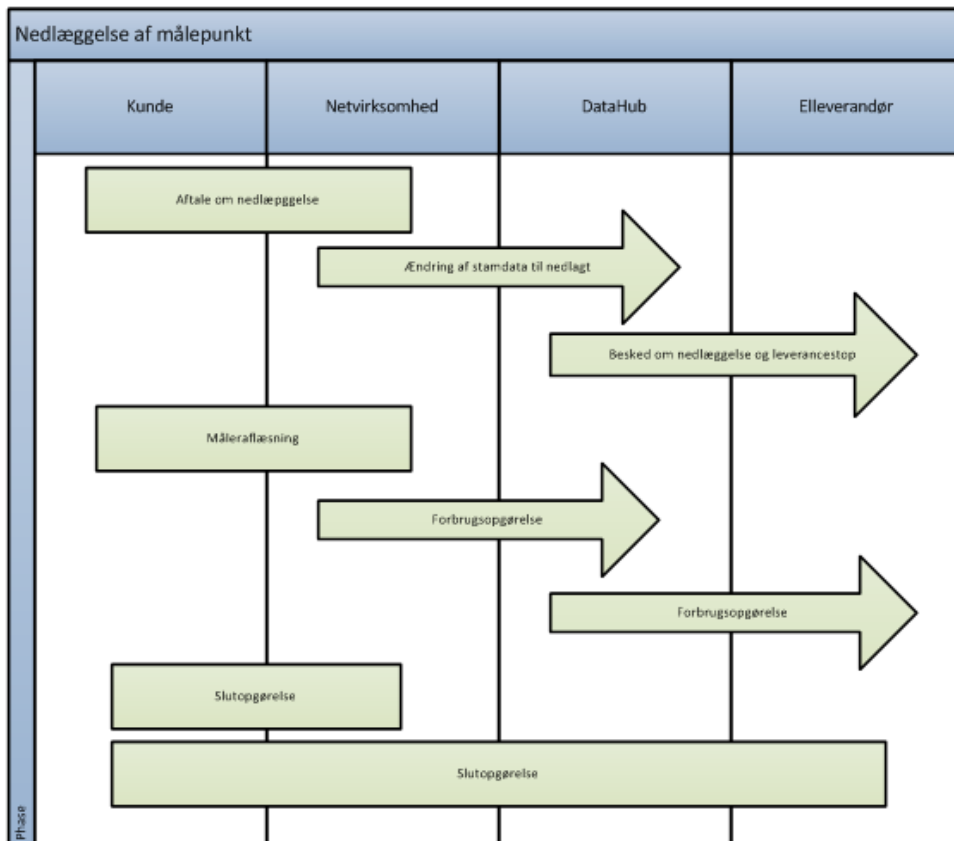 Nedlæggelse af målepunkt
Kunde
Netvirksomhed
DataHub
Elleverandør
Aftale om nedlæpggelse
Ændring af stamdata til nedlagt
Besked om nedlæggelse og leverancestop
Måleraflæsning
Forbrugsopgørelse
Forbrugsopgørelse
Slutopgørelse
Slutopgørelse
Phase